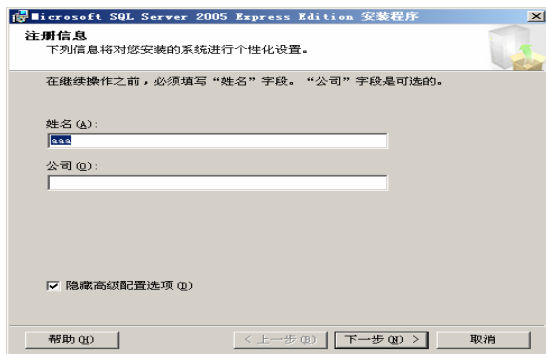 Microsoft SQL Server 2005 Express Edition 安装程序
注册信息
下列信息将对您安装的系统进行个性化设置。
在继续操作之前，必须填写“姓名”字段。“公司”字段是可选的。
姓名(A):
aaa
公司(O):
隐藏高级配置选项(D)
帮助(H)
< 上一步(B)
下一步(N) >
取消